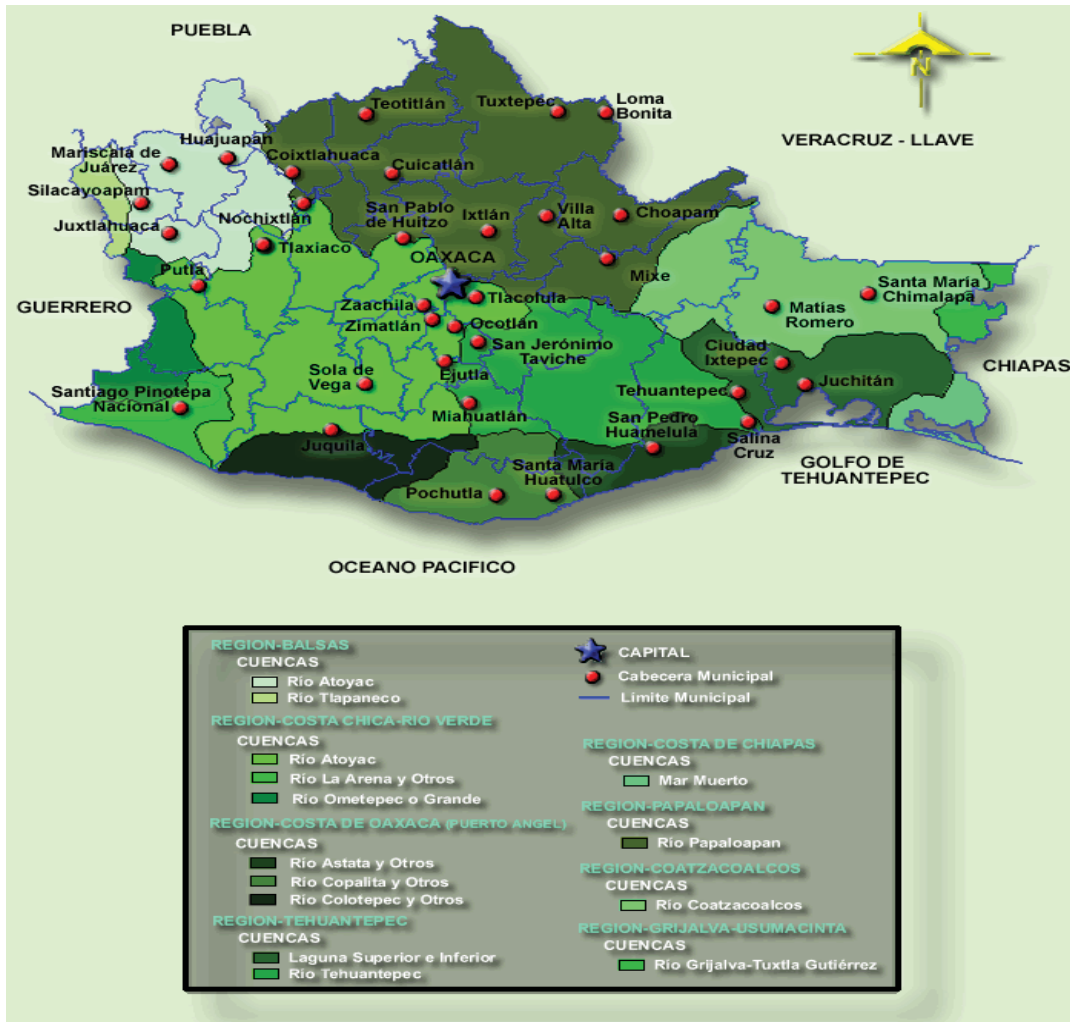 PUEBLA
N
VERACRUZ - LLAVE
Teotitlán
Tuxtepec
Loma
Bonita
Huajuapan
Mariscala de
Juárez
Coixtlahuaca
Cuicatlán
Silacayoapam
Nochixtlán
San Pablo
de Huitzo
Ixtlán
Villa
Alta
Choapam
Juxtlahuaca
Tlaxiaco
OAXACA
Mixe
Putla
Tlacolula
Santa María
Chimalapa
GUERRERO
Zaachila
Zimatlán
Ocotlán
Matías
Romero
San Jerónimo
Taviche
Ciudad
Ixtepec
CHIAPAS
Sola de
Vega
Ejutla
Juchitán
Santiago Pinotepa
Nacional
Tehuantepec
Miahuatlán
San Pedro
Huamelula
Salina
Cruz
Juquila
GOLFO DE
TEHUANTEPEC
Santa María
Huatulco
Pochutla
OCEANO PACIFICO
REGION-BALSAS
CUENCAS
Río Atoyac
Río Tlapaneco
REGION-COSTA CHICA-RIO VERDE
CUENCAS
Río Atoyac
Río La Arena y Otros
Río Ometepec o Grande
REGION-COSTA DE OAXACA (PUERTO ANGEL)
CUENCAS
Río Astata y Otros
Río Copalita y Otros
Río Colotepec y Otros
REGION-TEHUANTEPEC
CUENCAS
Laguna Superior e Inferior
Río Tehuantepec
CAPITAL
Cabecera Municipal
Límite Municipal
REGION-COSTA DE CHIAPAS
CUENCAS
Mar Muerto
REGION-PAPALOAPAN
CUENCAS
Río Papaloapan
REGION-COATZACOALCOS
CUENCAS
Río Coatzacoalcos
REGION-GRIJALVA-USUMACINTA
CUENCAS
Río Grijalva-Tuxtla Gutiérrez